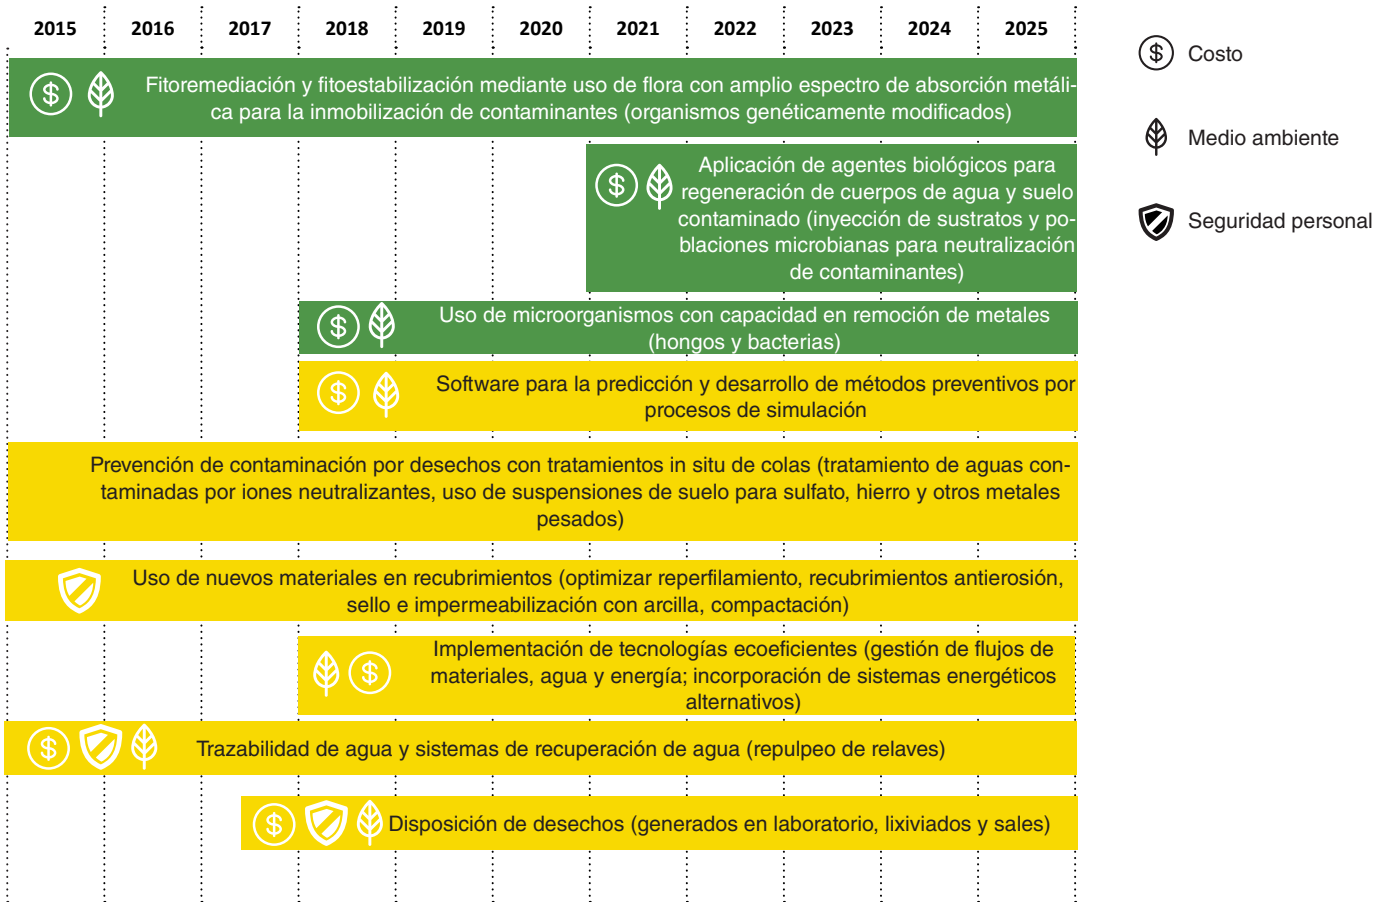 2015 2016 2017 2018 2019 2020 2021 2022 2023 2024 2025
$ Costo
Medio ambiente
Seguridad personal
$ Fitoremediación y fitoestabilización mediante uso de flora con amplio espectro de absorción metáli-
ca para la inmobilización de contaminantes (organismos genéticamente modificados)
$ Aplicación de agentes biológicos para
regeneración de cuerpos de agua y suelo
contaminado (inyección de sustratos y po-
blaciones microbianas para neutralización
de contaminantes)
$ Uso de microorganismos con capacidad en remoción de metales
(hongos y bacterias)
$ Software para la predicción y desarrollo de métodos preventivos por
procesos de simulación
Prevención de contaminación por desechos con tratamientos in situ de colas (tratamiento de aguas con-
taminadas por iones neutralizantes, uso de suspensiones de suelo para sulfato, hierro y otros metales
pesados)
Uso de nuevos materiales en recubrimientos (optimizar reperfilamiento, recubrimientos antierosión,
sello e impermeabilización con arcilla, compactación)
$ Implementación de tecnologías ecoeficientes (gestión de flujos de
materiales, agua y energía; incorporación de sistemas energéticos
alternativos)
$ Trazabilidad de agua y sistemas de recuperación de agua (repulpeo de relaves)
$ Disposición de desechos (generados en laboratorio, lixiviados y sales)